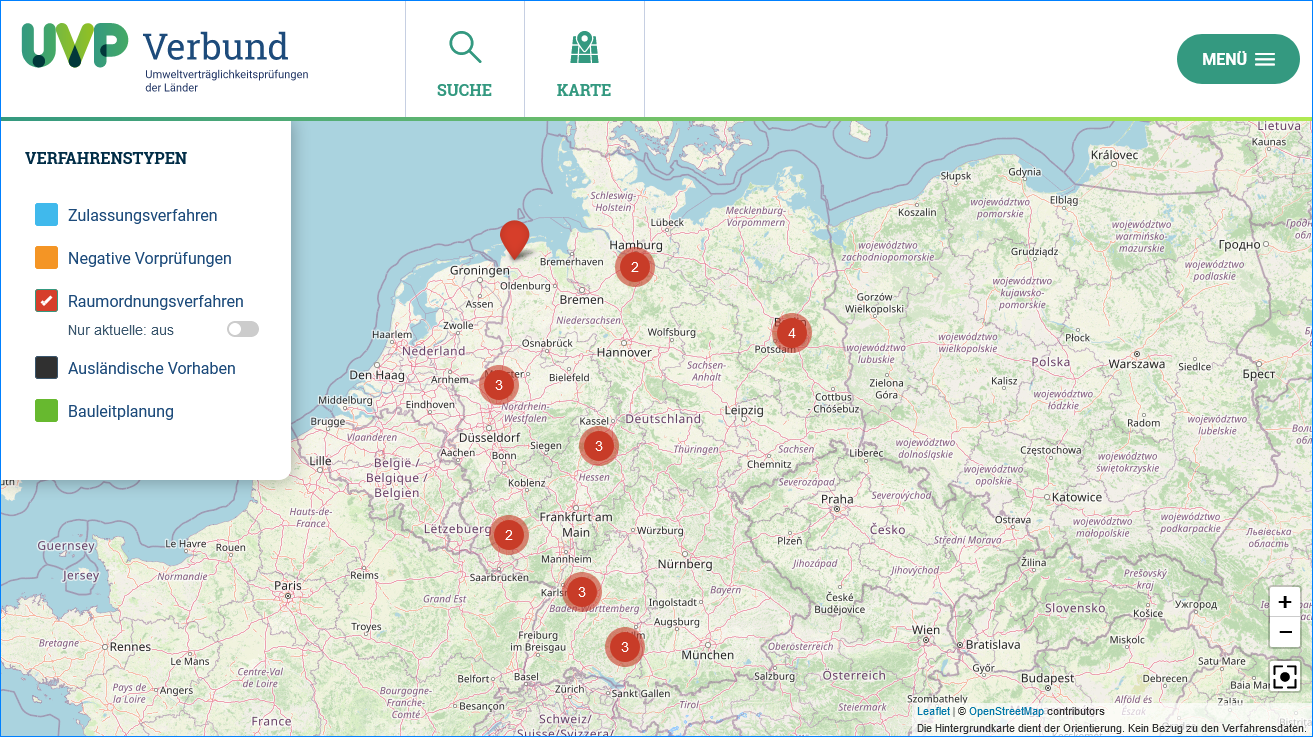 UVP Verbund
Umweltverträglichkeitsprüfungen
der Länder
SUCHE
KARTE
MENÜ
VERFAHRENSTYPEN
Zulassungsverfahren
Negative Vorprüfungen
Raumordnungsverfahren
Nur aktuelle: aus
Ausländische Vorhaben
Bauleitplanung
Lietuva
Kaunas
Królovec
Gdynia
Słupsk
Elbląg
Koszalin
województwo
pomorskie
Schleswig-
Holstein
Lübeck
Mecklenburg-
Vorpommern
województwo
warmińsko-
mazurskie
Гродно
Hamburg
2
województwo
zachodniopomorskie
Grudziądz
Groningen
Bremerhaven
Oldenburg
województwo
podlaskie
Bremen
Assen
Gorzów
Wielkopolski
województwo
kujawsko-
pomorskie
Niedersachsen
Zwolle
Wolfsburg
4
Potsdam
Haarlem
Osnabrück
Hannover
Płock
Nederland
województwo
lubuskie
województwo
wielkopolskie
Polska
Warszawa
Siedlce
Брест
Den Haag
Arnhem
3
Bielefeld
Sachsen-
Anhalt
Zielona
Góra
Kalisz
województwo
łódzkie
Middelburg
Eindhoven
Nordrhein-
Westfalen
Leipzig
Cottbus
- Chóśebuz
Brugge
Kassel
Deutschland
Radom
województwo
lubelskie
Vlaanderen
Düsseldorf
Aachen
Siegen
3
Bonn
Thüringen
Sachsen
Liberec
województwo
dolnośląskie
Częstochowa
Lille
België /
Belgique /
Belgien
Chemnitz
województwo
świętokrzyskie
Koblenz
Hessen
Severozápad
województwo
opolskie
Praha
Severovýchod
Katowice
Hauts-
de-France
Frankfurt am
Main
Lëtzebuerg
2
Würzburg
Česko
Ostrava
województwo
małopolskie
województwo
podkarpackie
Львівська
область
Guernsey
Le Havre
Rouen
Plzeň
Střední Morava
Mannheim
Nürnberg
Jihozápad
Jihovýchod
Žilina
Prešovský
kraj
Jersey
Normandie
Paris
Reims
Saarbrücken
3
Baden-Württemberg
Bayern
České
Budějovice
Grand Est
Ingolstadt
Slovensko
Košice
Ужгород
Troyes
Augsburg
Wien
Bratislava
Miskolc
Bretagne
Rennes
Freiburg
im Breisgau
3
München
Oberösterreich
Le Mans
Centre-Val
de Loire
Belfort
Basel
Salzburg
Österreich
Győr
Budapest
Debrecen
Satu Mare
Pays de
la Loire
Angers
Bourgogne-
Franche-
Comté
Besançon
Zürich
Sankt Gallen
Tirol
Steiermark
Szombathely
France
Schweiz/
Suisse/Svizzera/
+
−
Leaflet | © OpenStreetMap contributors
Die Hintergrundkarte dient der Orientierung. Kein Bezug zu den Verfahrensdaten.